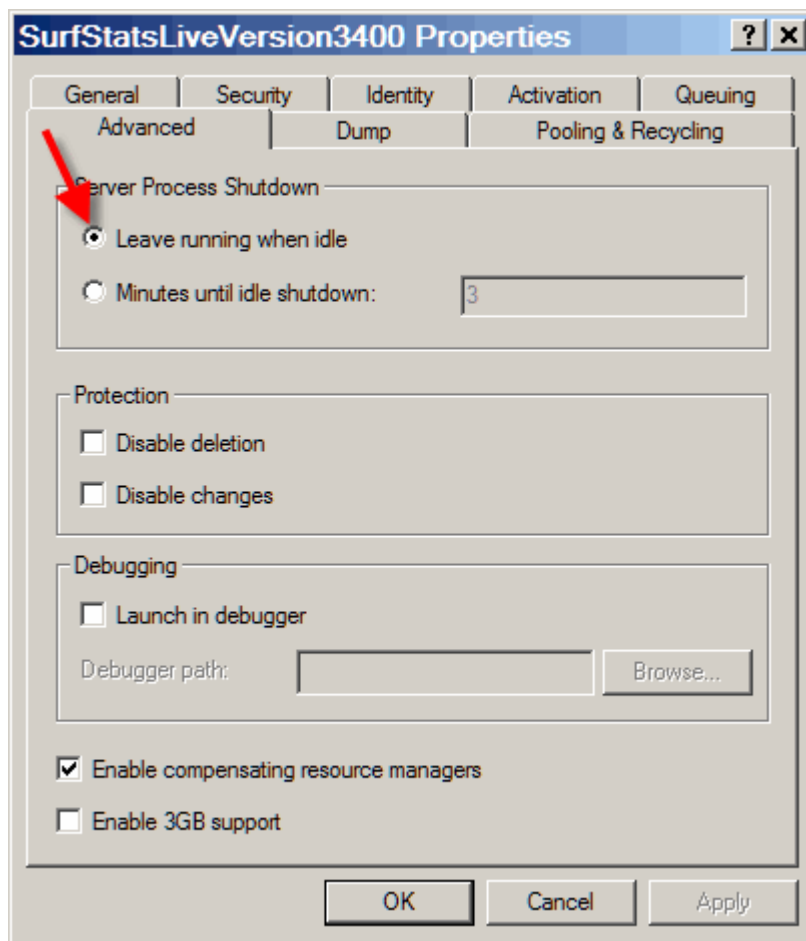 SurfStatsLiveVersion3400 Properties
General Security Identity Activation Queuing
Advanced Dump Pooling & Recycling
Server Process Shutdown
Leave running when idle
Minutes until idle shutdown: 3
Protection
Disable deletion
Disable changes
Debugging
Launch in debugger
Debugger path: Browse...
Enable compensating resource managers
Enable 3GB support
OK Cancel Apply